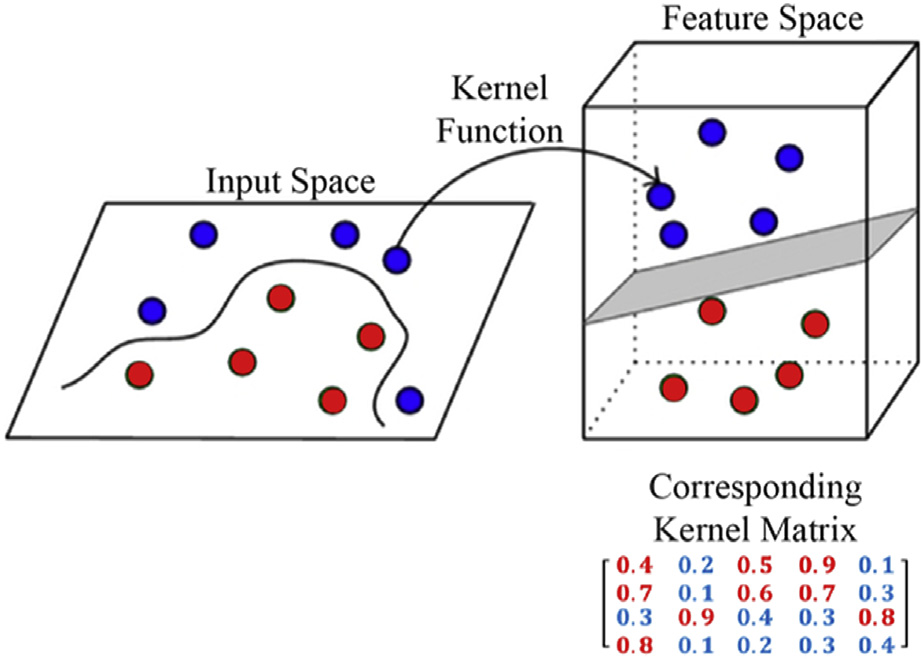 Feature Space
Kernel
Function
Input Space
Corresponding
Kernel Matrix
0.4 0.2 0.5 0.9 0.1
0.7 0.1 0.6 0.7 0.3
0.3 0.9 0.4 0.3 0.8
0.8 0.1 0.2 0.3 0.4